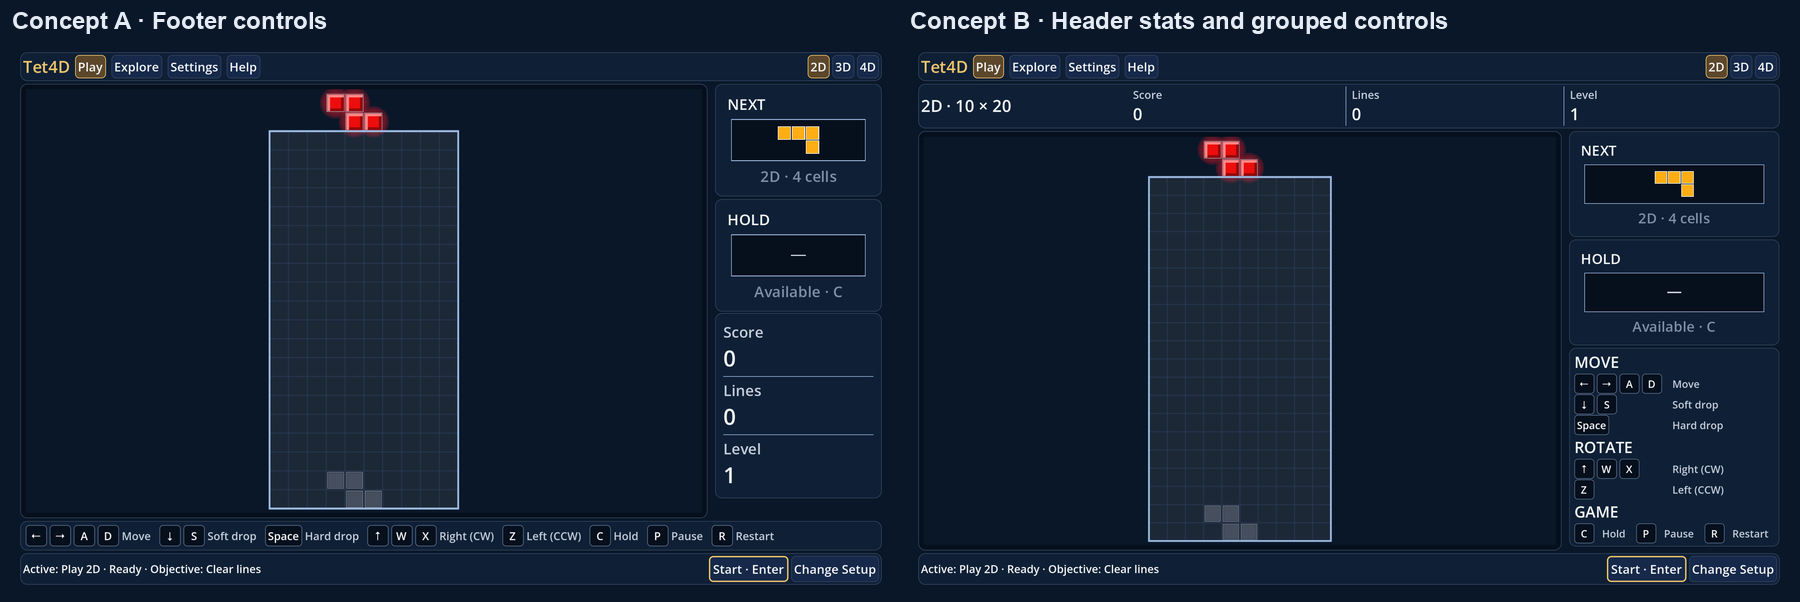 Concept A · Footer controls
Tet4D Play Explore Settings Help 2D 3D 4D
NEXT
2D · 4 cells
HOLD
—
Available · C
Score
0
Lines
0
Level
1
← → A D Move ↓ S Soft drop Space Hard drop ↑ W X Right (CW) Z Left (CCW) C Hold P Pause R Restart
Active: Play 2D · Ready · Objective: Clear lines Start · Enter Change Setup
Concept B · Header stats and grouped controls
Tet4D Play Explore Settings Help 2D 3D 4D
2D · 10 × 20
Score
0
Lines
0
Level
1
NEXT
2D · 4 cells
HOLD
—
Available · C
MOVE
← → A D Move
↓ S Soft drop
Space Hard drop
ROTATE
↑ W X Right (CW)
Z Left (CCW)
GAME
C Hold P Pause R Restart
Active: Play 2D · Ready · Objective: Clear lines Start · Enter Change Setup